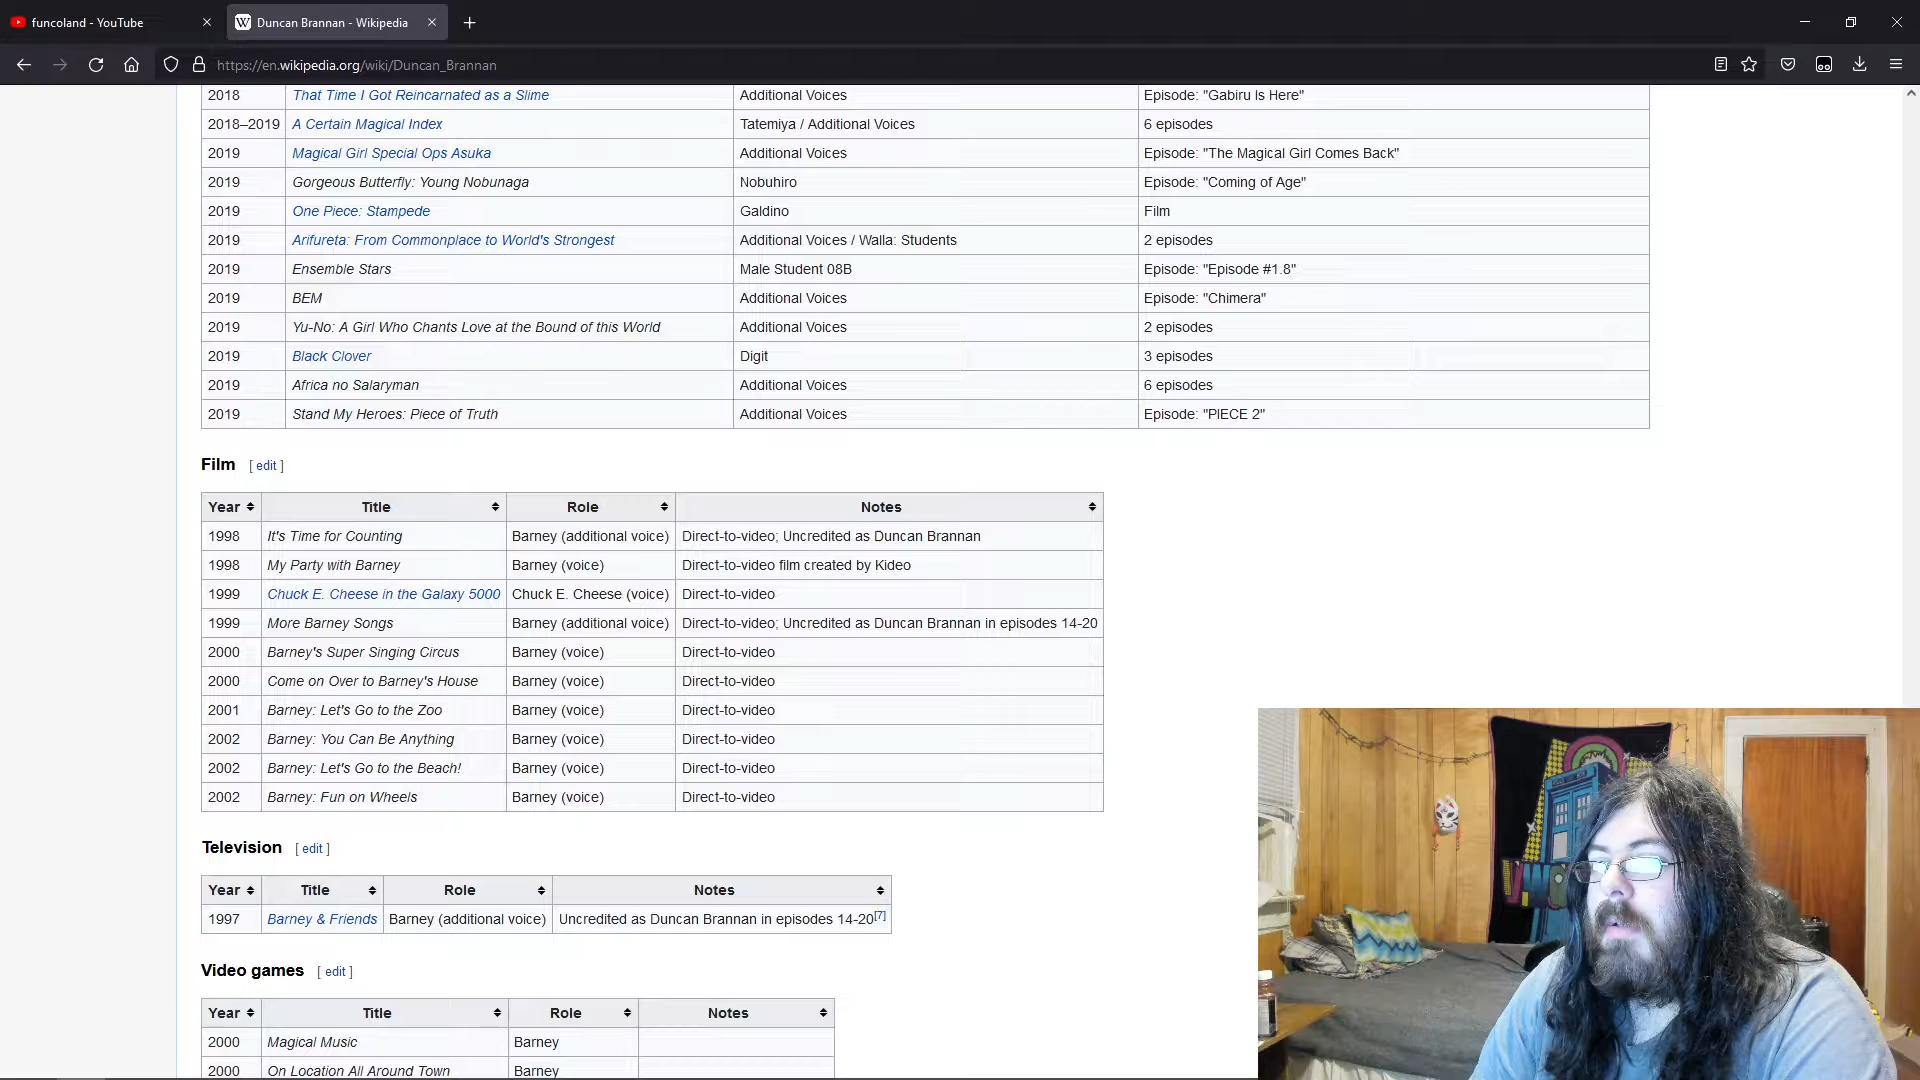 funcoland - YouTube
Duncan Brannan - Wikipedia
https://en.wikipedia.org/wiki/Duncan_Brannan
2018 That Time I Got Reincarnated as a Slime Additional Voices Episode: "Gabiru Is Here"
2018–2019 A Certain Magical Index Tatemiya / Additional Voices 6 episodes
2019 Magical Girl Special Ops Asuka Additional Voices Episode: "The Magical Girl Comes Back"
2019 Gorgeous Butterfly: Young Nobunaga Nobuhiro Episode: "Coming of Age"
2019 One Piece: Stampede Galdino Film
2019 Arifureta: From Commonplace to World's Strongest Additional Voices / Walla: Students 2 episodes
2019 Ensemble Stars Male Student 08B Episode: "Episode #1.8"
2019 BEM Additional Voices Episode: "Chimera"
2019 Yu-No: A Girl Who Chants Love at the Bound of this World Additional Voices 2 episodes
2019 Black Clover Digit 3 episodes
2019 Africa no Salaryman Additional Voices 6 episodes
2019 Stand My Heroes: Piece of Truth Additional Voices Episode: "PIECE 2"
Film [ edit ]
Year Title Role Notes
1998 It's Time for Counting Barney (additional voice) Direct-to-video; Uncredited as Duncan Brannan
1998 My Party with Barney Barney (voice) Direct-to-video film created by Kideo
1999 Chuck E. Cheese in the Galaxy 5000 Chuck E. Cheese (voice) Direct-to-video
1999 More Barney Songs Barney (additional voice) Direct-to-video; Uncredited as Duncan Brannan in episodes 14-20
2000 Barney's Super Singing Circus Barney (voice) Direct-to-video
2000 Come on Over to Barney's House Barney (voice) Direct-to-video
2001 Barney: Let's Go to the Zoo Barney (voice) Direct-to-video
2002 Barney: You Can Be Anything Barney (voice) Direct-to-video
2002 Barney: Let's Go to the Beach! Barney (voice) Direct-to-video
2002 Barney: Fun on Wheels Barney (voice) Direct-to-video
Television [ edit ]
Year Title Role Notes
1997 Barney & Friends Barney (additional voice) Uncredited as Duncan Brannan in episodes 14-20[7]
Video games [ edit ]
Year Title Role Notes
2000 Magical Music Barney
2000 On Location All Around Town Barney